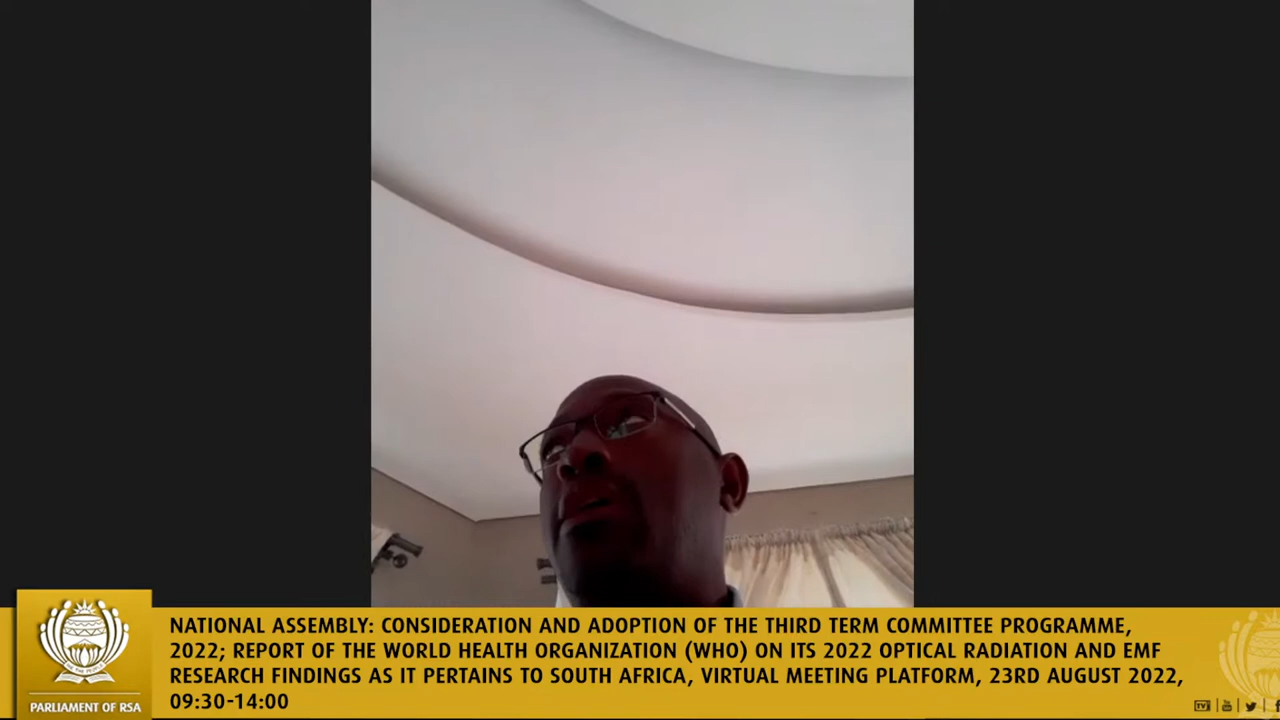 NATIONAL ASSEMBLY: CONSIDERATION AND ADOPTION OF THE THIRD TERM COMMITTEE PROGRAMME,
2022; REPORT OF THE WORLD HEALTH ORGANIZATION (WHO) ON ITS 2022 OPTICAL RADIATION AND EMF
RESEARCH FINDINGS AS IT PERTAINS TO SOUTH AFRICA, VIRTUAL MEETING PLATFORM, 23RD AUGUST 2022,
09:30-14:00
PARLIAMENT OF RSA